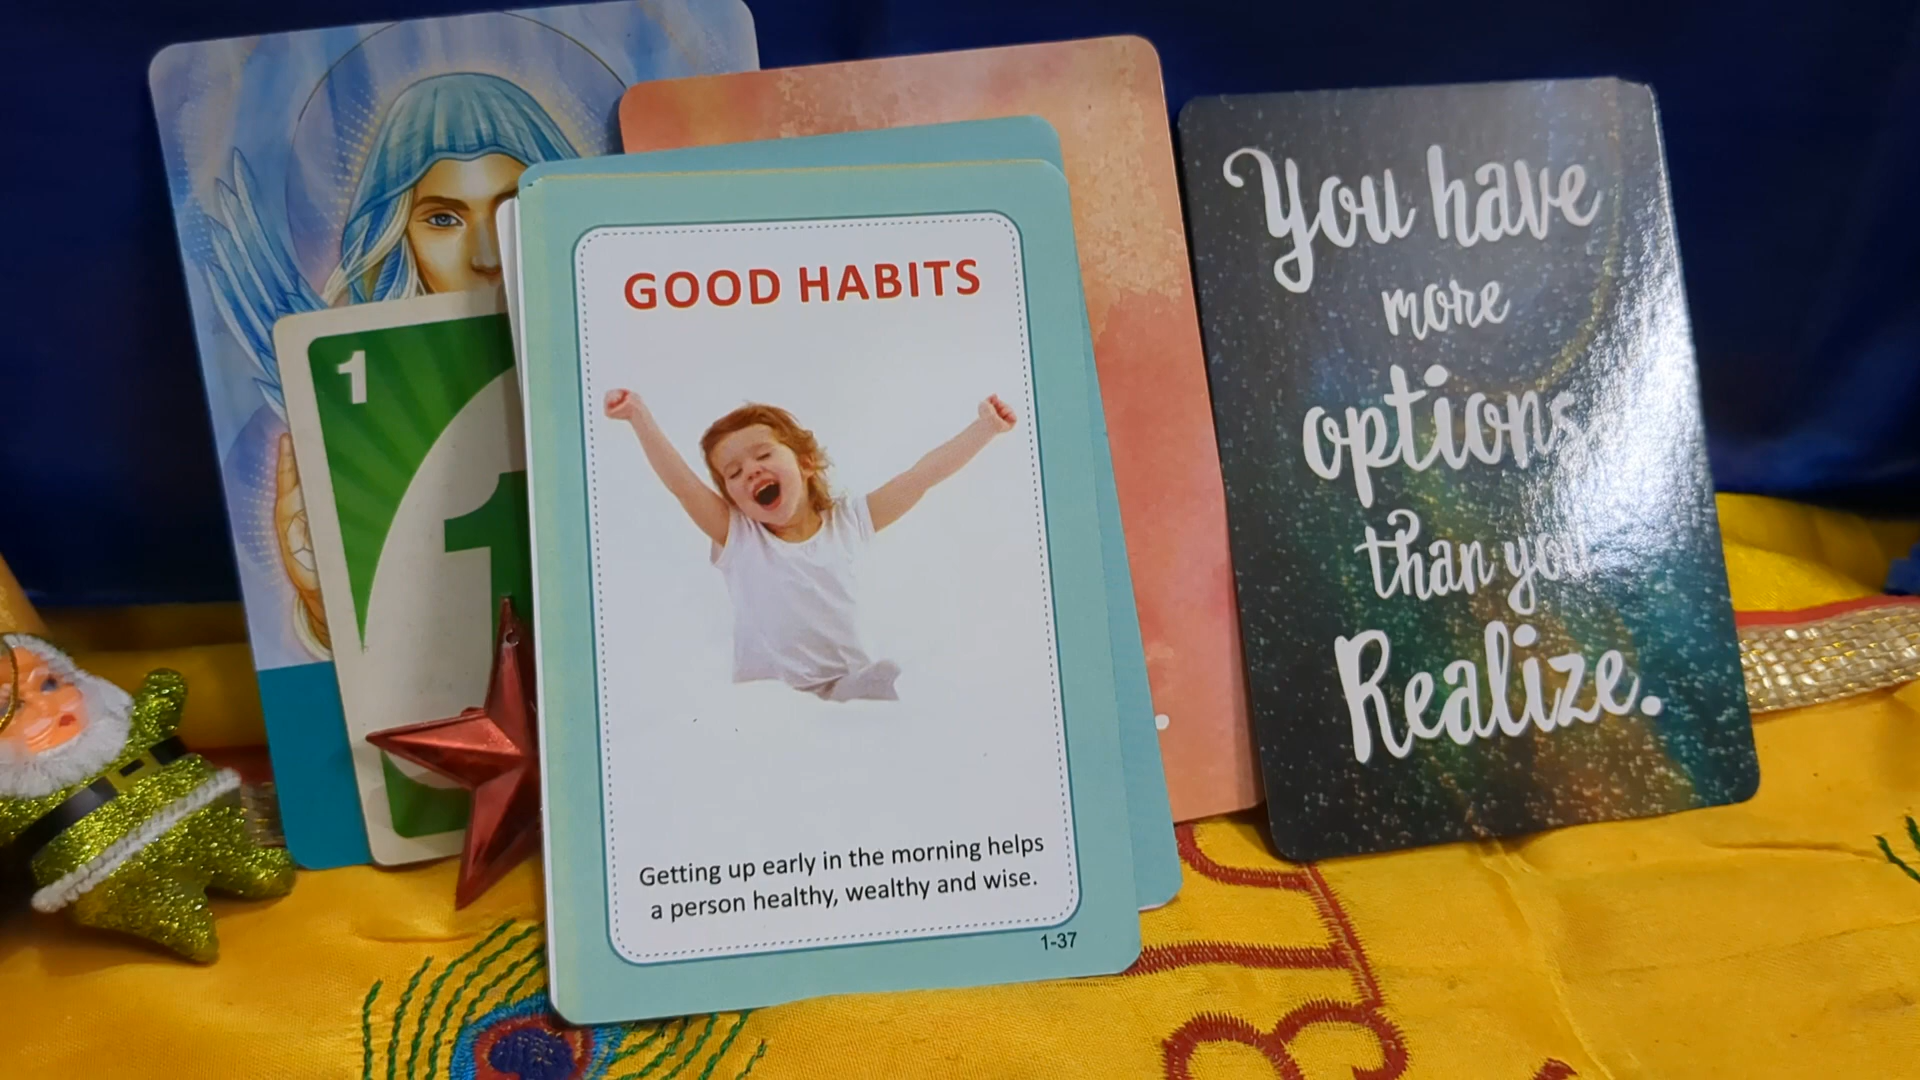 1
1
GOOD HABITS
Getting up early in the morning helps
a person healthy, wealthy and wise.
1-37
You have
more
options
than you
Realize.